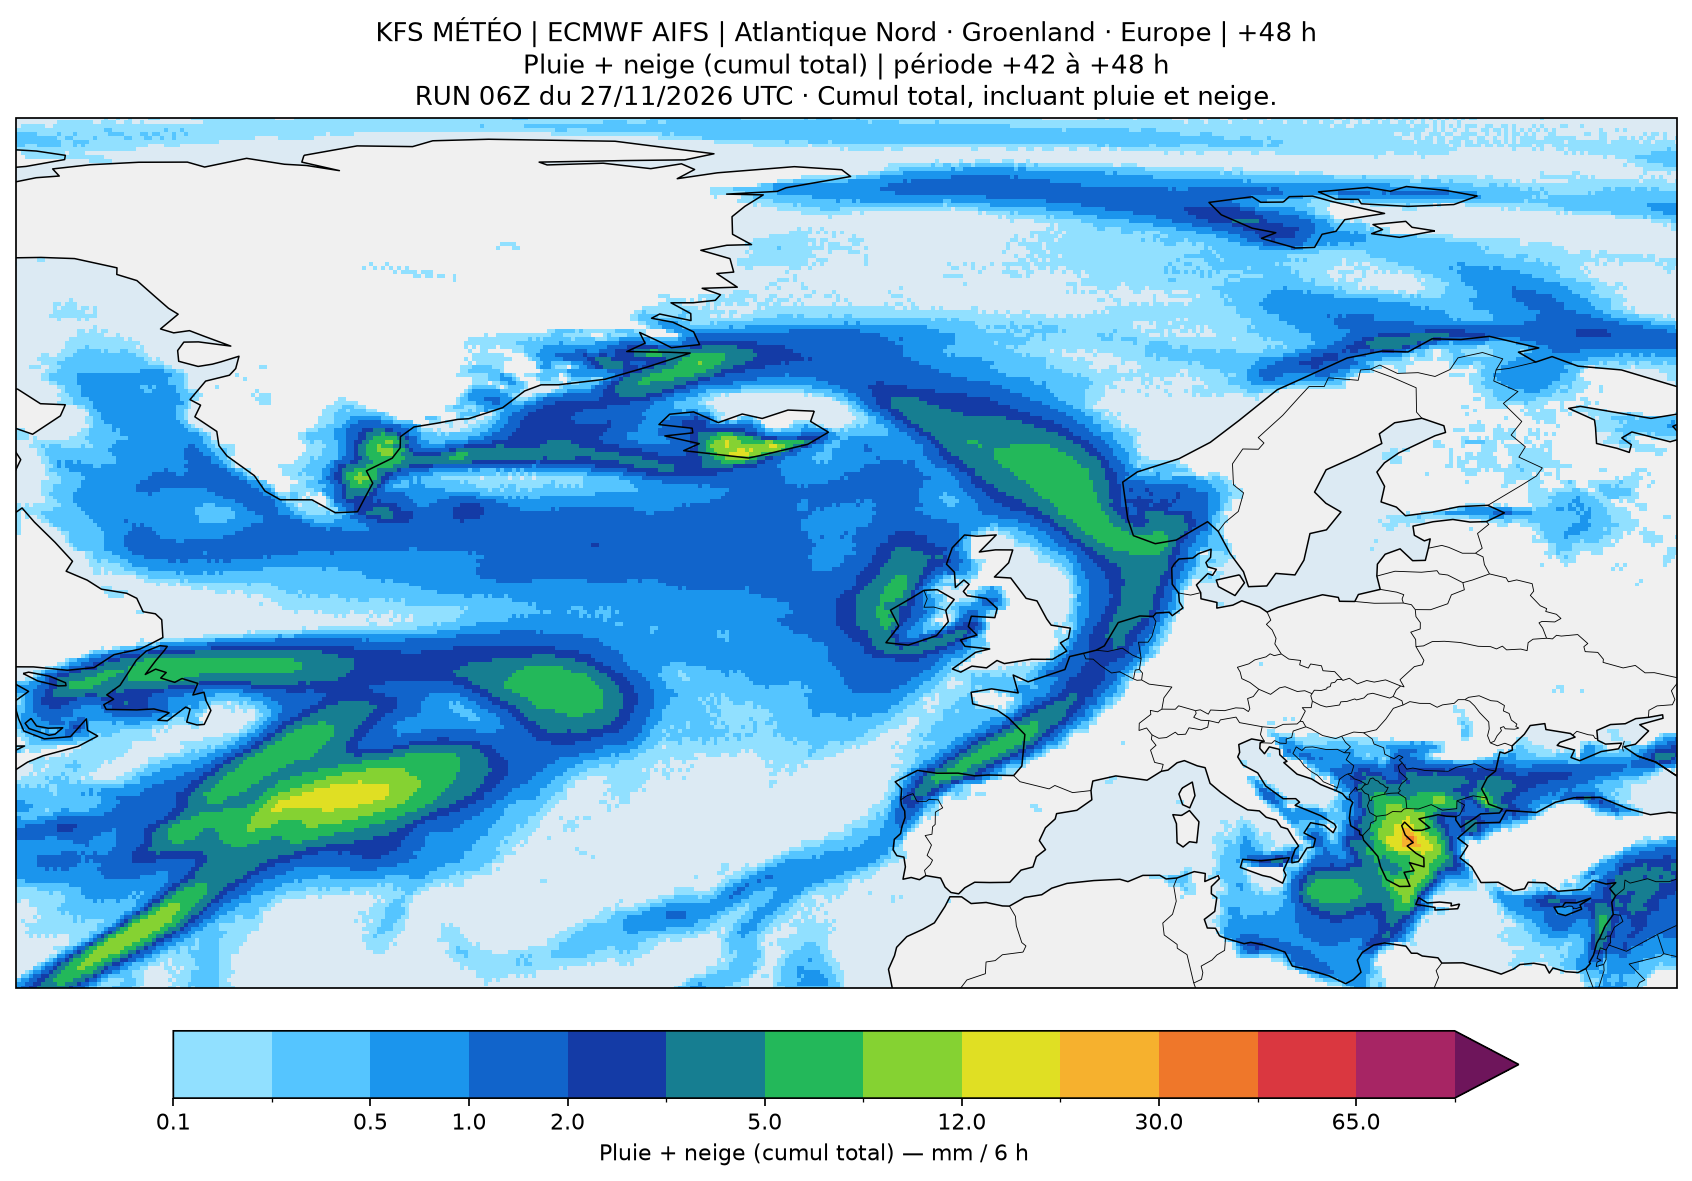 KFS MÉTÉO | ECMWF AIFS | Atlantique Nord · Groenland · Europe | +48 h
Pluie + neige (cumul total) | période +42 à +48 h
RUN 06Z du 27/11/2026 UTC · Cumul total, incluant pluie et neige.
0.1 0.5 1.0 2.0 5.0 12.0 30.0 65.0
Pluie + neige (cumul total) — mm / 6 h